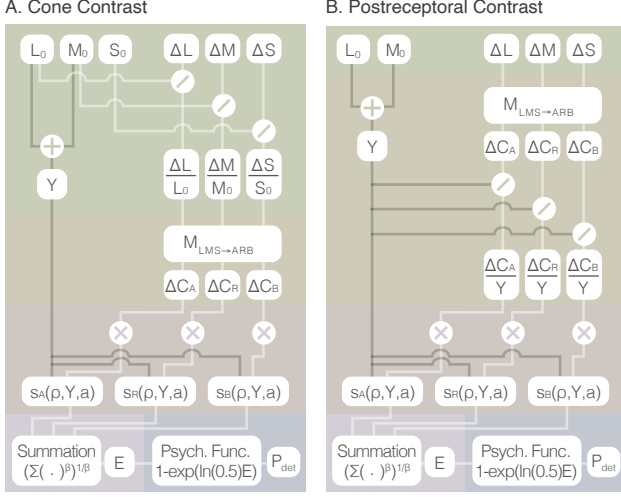 A. Cone Contrast
L₀ M₀ S₀ ΔL ΔM ΔS
Y
ΔL ΔM ΔS
L₀ M₀ S₀
M LMS→ARB
ΔCA ΔCR ΔCB
sA(ρ,Y,a) sR(ρ,Y,a) sB(ρ,Y,a)
Summation
(Σ( . )ᵝ)¹/ᵝ
E
Psych. Func.
1-exp(ln(0.5)E)
Pdet
B. Postreceptoral Contrast
L₀ M₀ ΔL ΔM ΔS
M LMS→ARB
Y
ΔCA ΔCR ΔCB
ΔCA ΔCR ΔCB
Y Y Y
sA(ρ,Y,a) sR(ρ,Y,a) sB(ρ,Y,a)
Summation
(Σ( . )ᵝ)¹/ᵝ
E
Psych. Func.
1-exp(ln(0.5)E)
Pdet